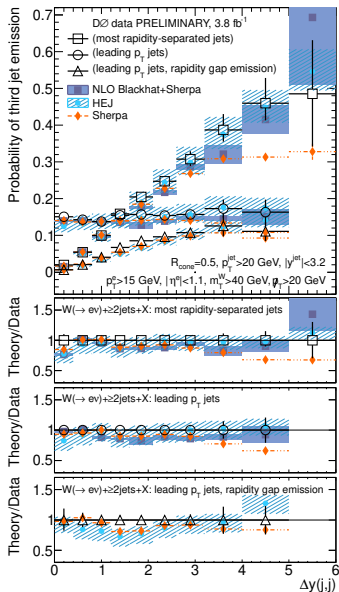 DØ data PRELIMINARY, 3.8 fb⁻¹
(most rapidity-separated jets)
(leading p_T jets)
(leading p_T jets, rapidity gap emission)
NLO Blackhat+Sherpa
HEJ
Sherpa
Probability of third jet emission
0.7
0.6
0.5
0.4
0.3
0.2
0.1
0
R_cone=0.5, p_T^jet>20 GeV, |y^jet|<3.2
p_T^e>15 GeV, |η^e|<1.1, m_T^W>40 GeV, p̸_T>20 GeV
Theory/Data
W(→ eν)+≥2jets+X: most rapidity-separated jets
1.5
1
0.5
Theory/Data
W(→ eν)+≥2jets+X: leading p_T jets
1.5
1
0.5
Theory/Data
W(→ eν)+≥2jets+X: leading p_T jets, rapidity gap emission
1.5
1
0.5
0 1 2 3 4 5 6
Δy(j,j)